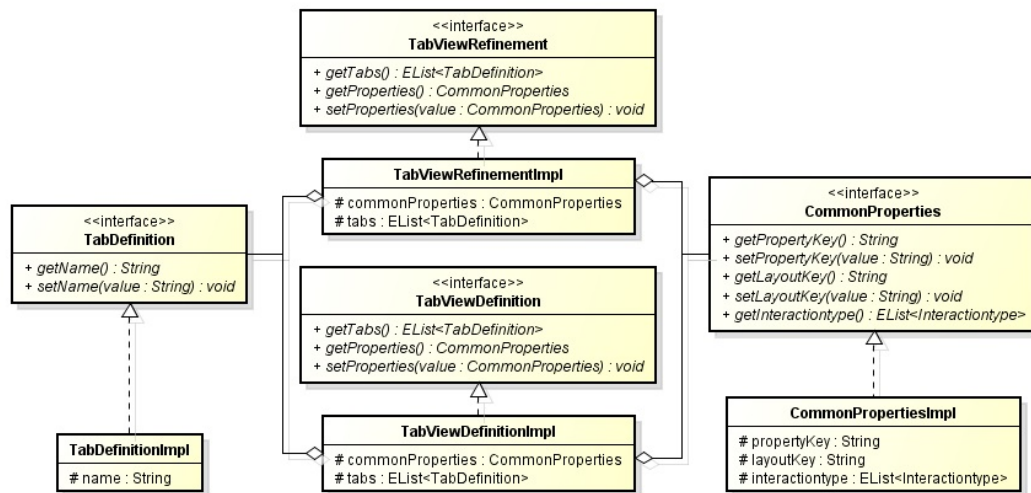 <<interface>>
TabViewRefinement
+ getTabs() : EList<TabDefinition>
+ getProperties() : CommonProperties
+ setProperties(value : CommonProperties) : void
TabViewRefinementImpl
# commonProperties : CommonProperties
# tabs : EList<TabDefinition>
<<interface>>
TabDefinition
+ getName() : String
+ setName(value : String) : void
<<interface>>
CommonProperties
+ getPropertyKey() : String
+ setPropertyKey(value : String) : void
+ getLayoutKey() : String
+ setLayoutKey(value : String) : void
+ getInteractiontype() : EList<Interactiontype>
<<interface>>
TabViewDefinition
+ getTabs() : EList<TabDefinition>
+ getProperties() : CommonProperties
+ setProperties(value : CommonProperties) : void
TabDefinitionImpl
# name : String
TabViewDefinitionImpl
# commonProperties : CommonProperties
# tabs : EList<TabDefinition>
CommonPropertiesImpl
# propertyKey : String
# layoutKey : String
# interactiontype : EList<Interactiontype>